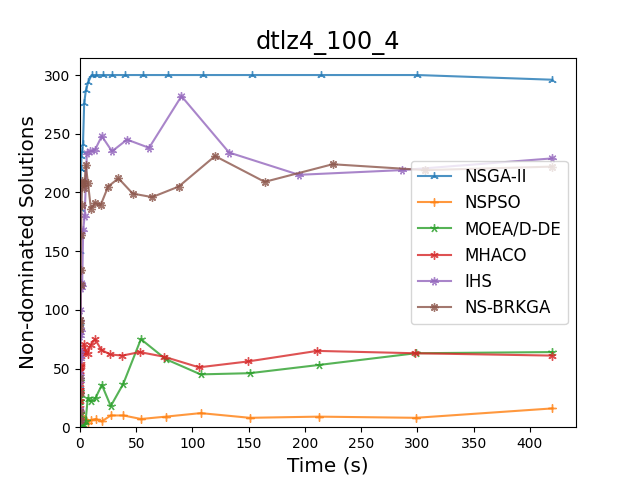 dtlz4_100_4
300
250
200
150
100
50
0
Non-dominated Solutions
NSGA-II
NSPSO
MOEA/D-DE
MHACO
IHS
NS-BRKGA
0 50 100 150 200 250 300 350 400
Time (s)